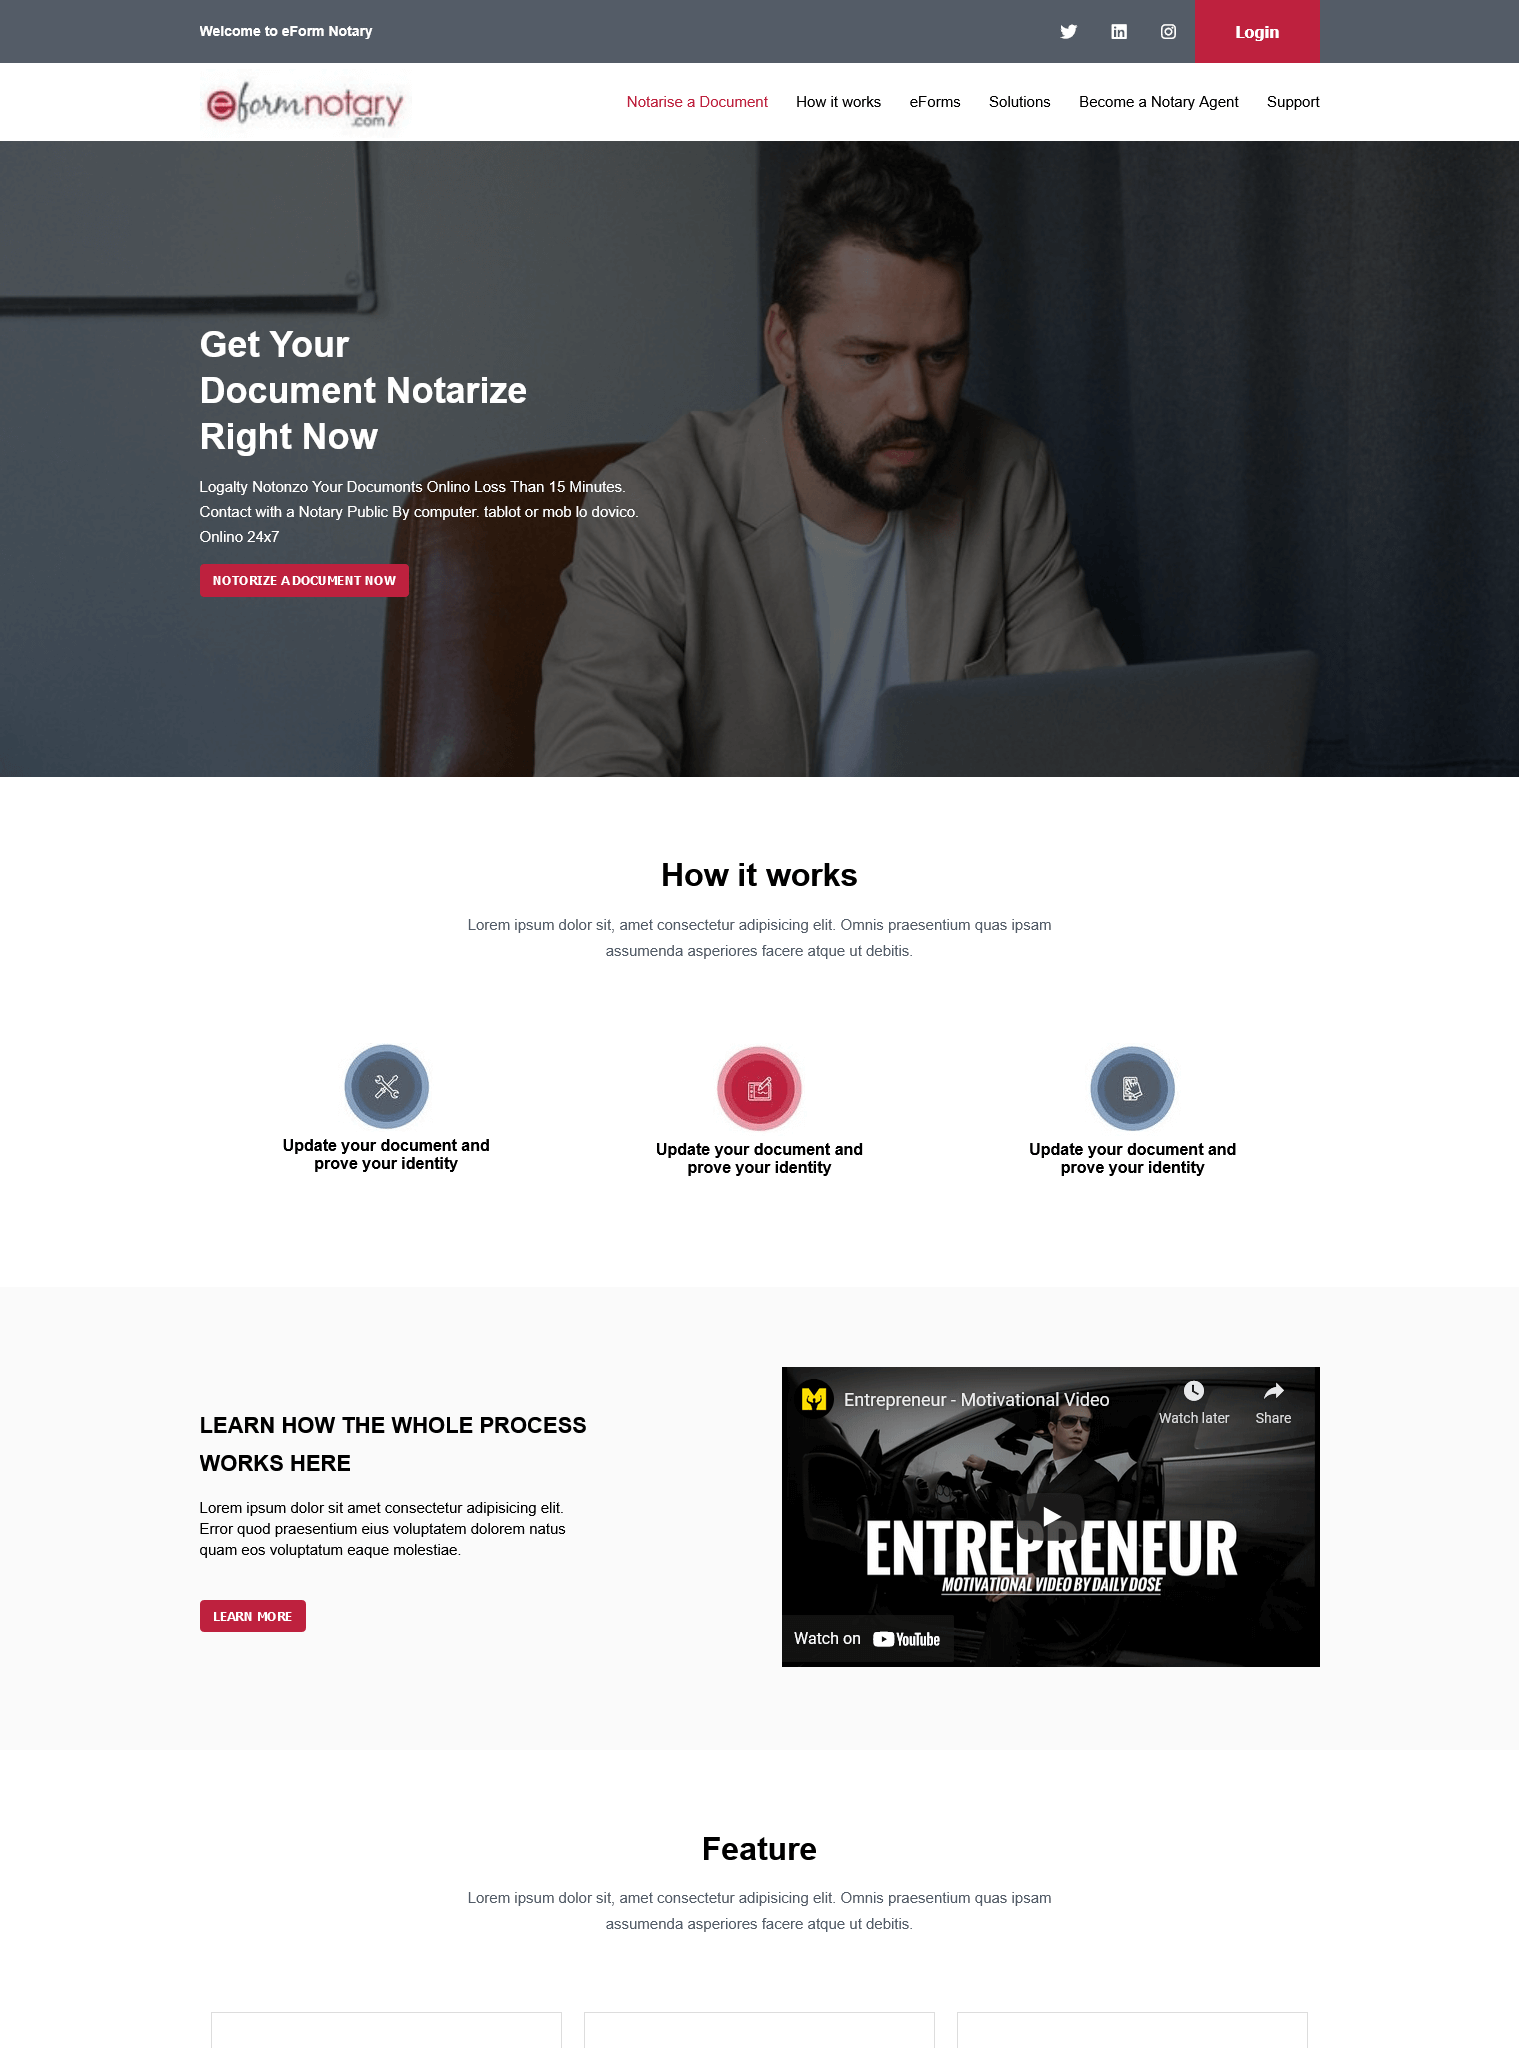 Welcome to eForm Notary
Login
eformnotary
.com
Notarise a Document How it works eForms Solutions Become a Notary Agent Support
Get Your
Document Notarize
Right Now
Logalty Notonzo Your Documonts Onlino Loss Than 15 Minutes.
Contact with a Notary Public By computer. tablot or mob lo dovico.
Onlino 24x7
NOTORIZE A DOCUMENT NOW
How it works
Lorem ipsum dolor sit, amet consectetur adipisicing elit. Omnis praesentium quas ipsam
assumenda asperiores facere atque ut debitis.
Update your document and
prove your identity
Update your document and
prove your identity
Update your document and
prove your identity
LEARN HOW THE WHOLE PROCESS
WORKS HERE
Lorem ipsum dolor sit amet consectetur adipisicing elit.
Error quod praesentium eius voluptatem dolorem natus
quam eos voluptatum eaque molestiae.
LEARN MORE
Entrepreneur - Motivational Video
Watch later
Share
ENTREPRENEUR
MOTIVATIONAL VIDEO BY DAILY DOSE
Watch on YouTube
Feature
Lorem ipsum dolor sit, amet consectetur adipisicing elit. Omnis praesentium quas ipsam
assumenda asperiores facere atque ut debitis.